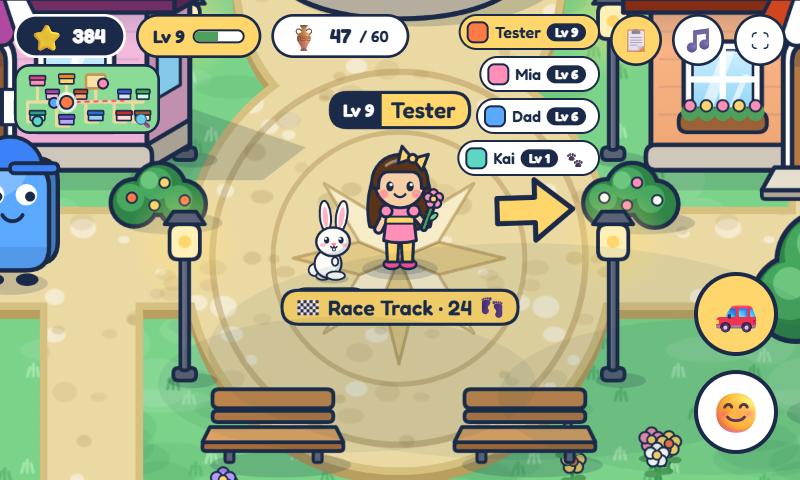 384
Lv 9
47 / 60
Tester Lv 9
Mia Lv 6
Dad Lv 6
Kai Lv 1
Lv 9 Tester
Race Track · 24